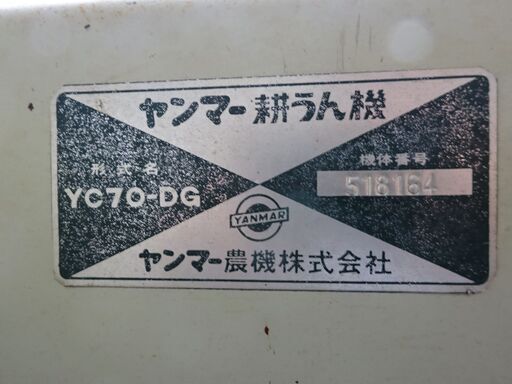 ヤンマー耕うん機
形式名
YC70-DG
機体番号
518164
YANMAR
ヤンマー農機株式会社